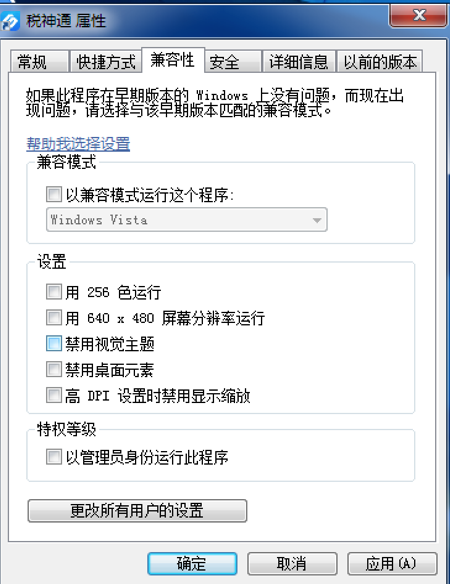 税神通 属性
常规 快捷方式 兼容性 安全 详细信息 以前的版本
如果此程序在早期版本的 Windows 上没有问题，而现在出
现问题，请选择与该早期版本匹配的兼容模式。
帮助我选择设置
兼容模式
以兼容模式运行这个程序:
Windows Vista
设置
用 256 色运行
用 640 x 480 屏幕分辨率运行
禁用视觉主题
禁用桌面元素
高 DPI 设置时禁用显示缩放
特权等级
以管理员身份运行此程序
更改所有用户的设置
确定 取消 应用(A)